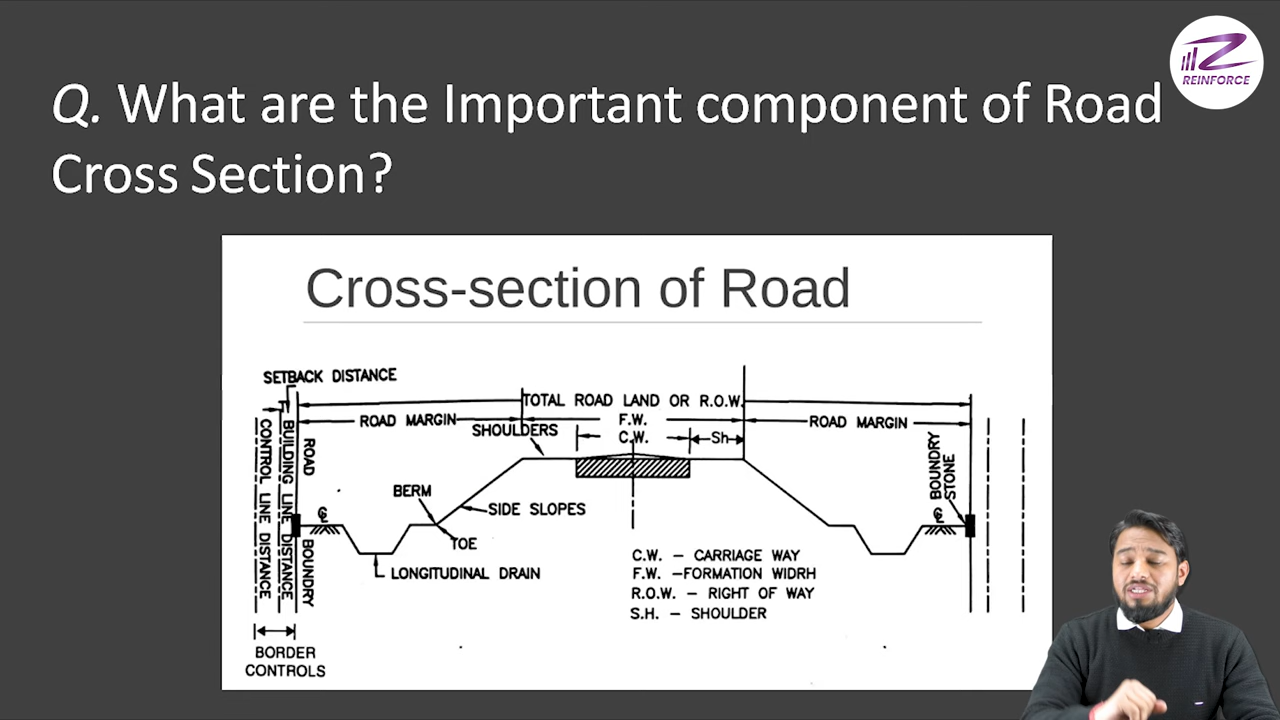 REINFORCE
Q. What are the Important component of Road
Cross Section?
Cross-section of Road
SETBACK DISTANCE
TOTAL ROAD LAND OR R.O.W.
ROAD MARGIN
F.W.
ROAD MARGIN
SHOULDERS
C.W.
Sh
CONTROL LINE DISTANCE
BUILDING LINE DISTANCE
ROAD BOUNDRY
BOUNDRY
STONE
BERM
SIDE SLOPES
TOE
LONGITUDINAL DRAIN
C.W. – CARRIAGE WAY
F.W. –FORMATION WIDRH
R.O.W. – RIGHT OF WAY
S.H. – SHOULDER
BORDER
CONTROLS